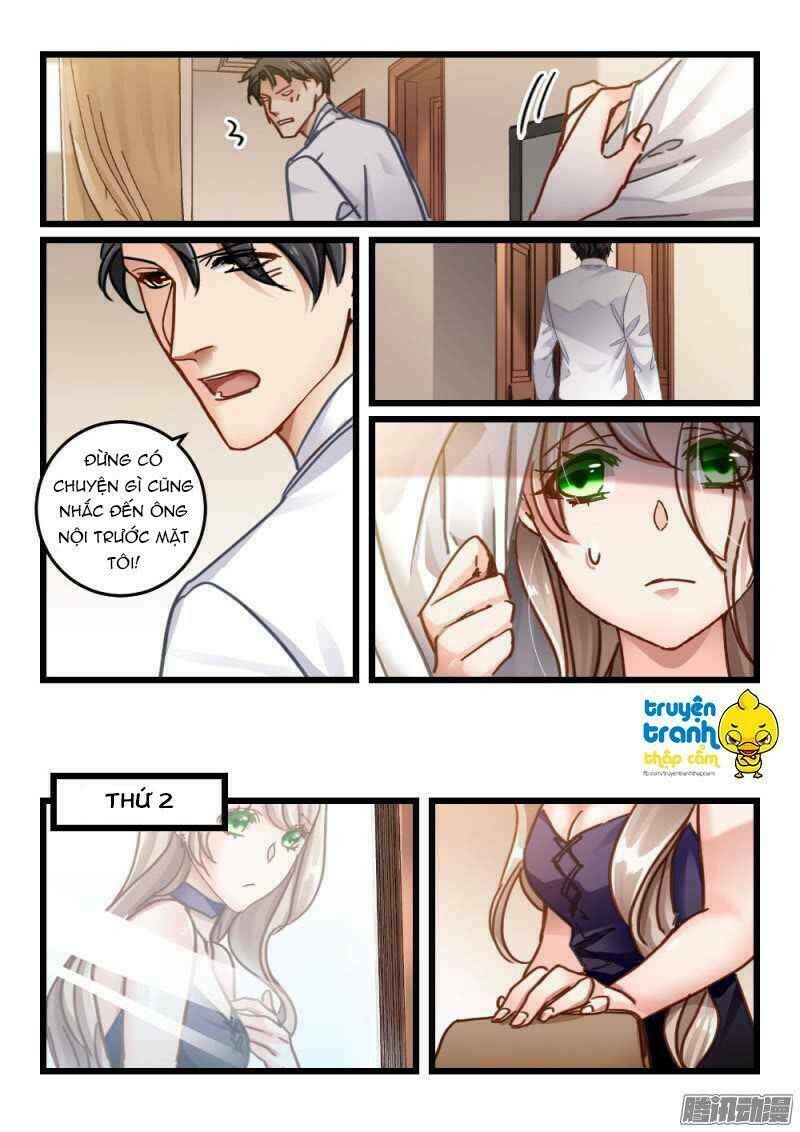 ĐỪNG CÓ
CHUYỆN GÌ CŨNG
NHẮC ĐẾN ÔNG
NỘI TRƯỚC MẶT
TÔI!
truyện
tranh
thập cẩm
fb.com/truyentranhthapcam
THỨ 2
腾讯动漫